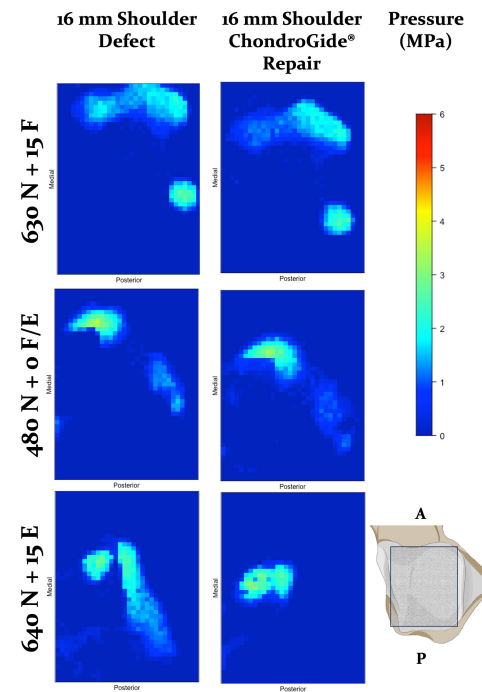 16 mm Shoulder
Defect
16 mm Shoulder
ChondroGide®
Repair
Pressure
(MPa)
630 N + 15 F
Medial
Posterior
Medial
Posterior
6
5
4
3
2
1
0
480 N + 0 F/E
Medial
Posterior
Medial
Posterior
640 N + 15 E
Medial
Posterior
Medial
Posterior
A
P